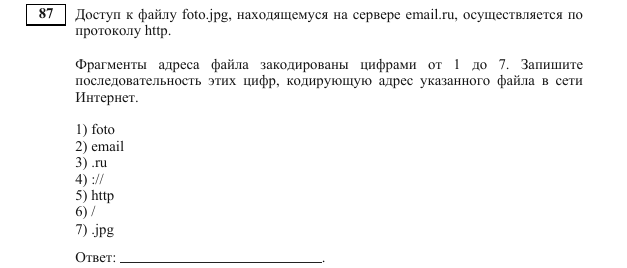 87
Доступ к файлу foto.jpg, находящемуся на сервере email.ru, осуществляется по
протоколу http.
Фрагменты адреса файла закодированы цифрами от 1 до 7. Запишите
последовательность этих цифр, кодирующую адрес указанного файла в сети
Интернет.
1) foto
2) email
3) .ru
4) ://
5) http
6) /
7) .jpg
Ответ: ____________________________.